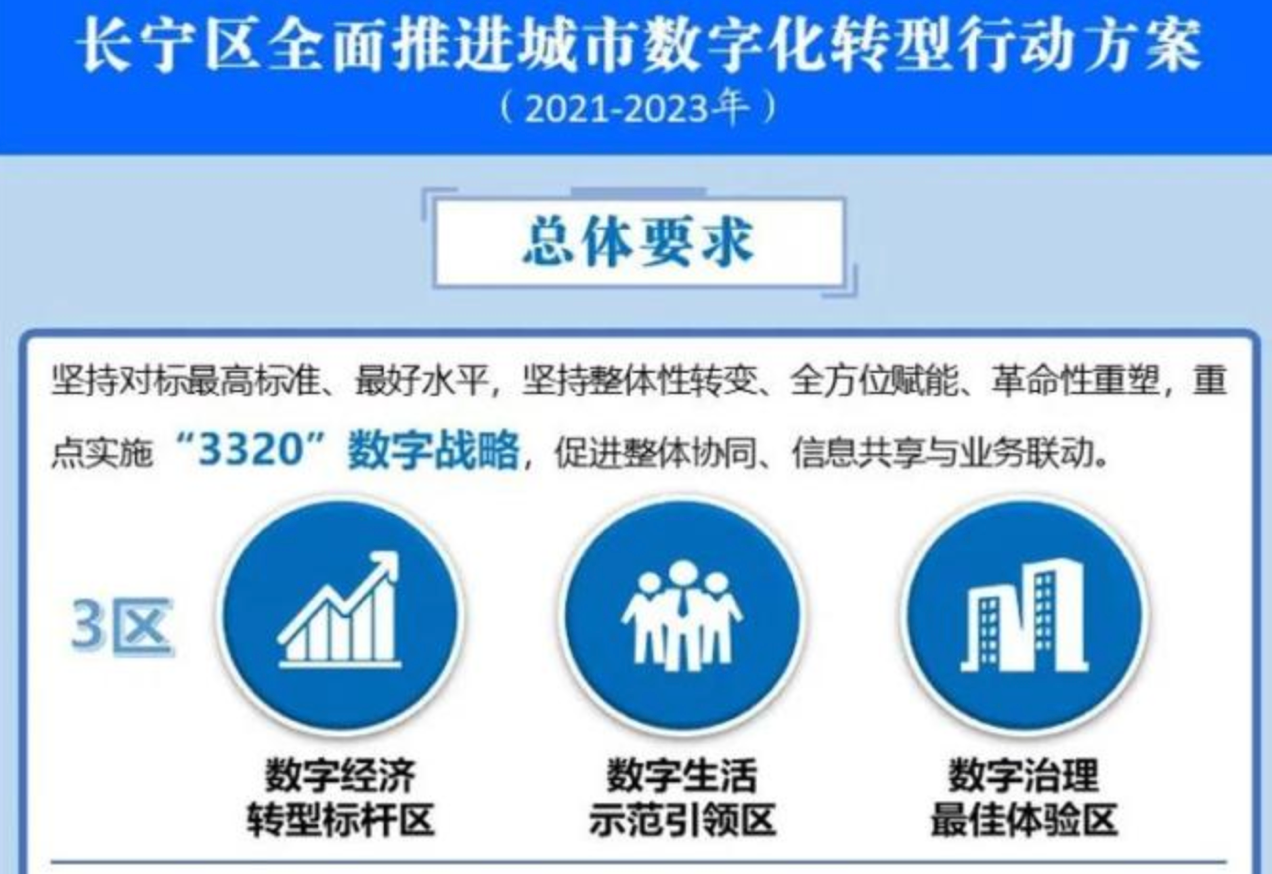 长宁区全面推进城市数字化转型行动方案
（2021-2023年）
总体要求
坚持对标最高标准、最好水平，坚持整体性转变、全方位赋能、革命性重塑，重
点实施“3320”数字战略，促进整体协同、信息共享与业务联动。
3区
数字经济
转型标杆区
数字生活
示范引领区
数字治理
最佳体验区